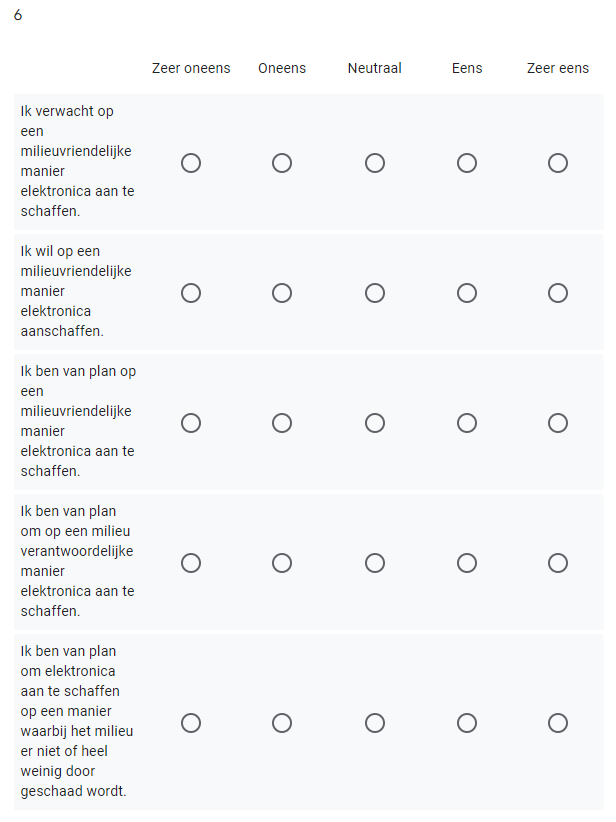 6
Zeer oneens Oneens Neutraal Eens Zeer eens
Ik verwacht op
een
milieuvriendelijke
manier
elektronica aan te
schaffen.
Ik wil op een
milieuvriendelijke
manier
elektronica
aanschaffen.
Ik ben van plan op
een
milieuvriendelijke
manier
elektronica aan te
schaffen.
Ik ben van plan
om op een milieu
verantwoordelijke
manier
elektronica aan te
schaffen.
Ik ben van plan
om elektronica
aan te schaffen
op een manier
waarbij het milieu
er niet of heel
weinig door
geschaad wordt.